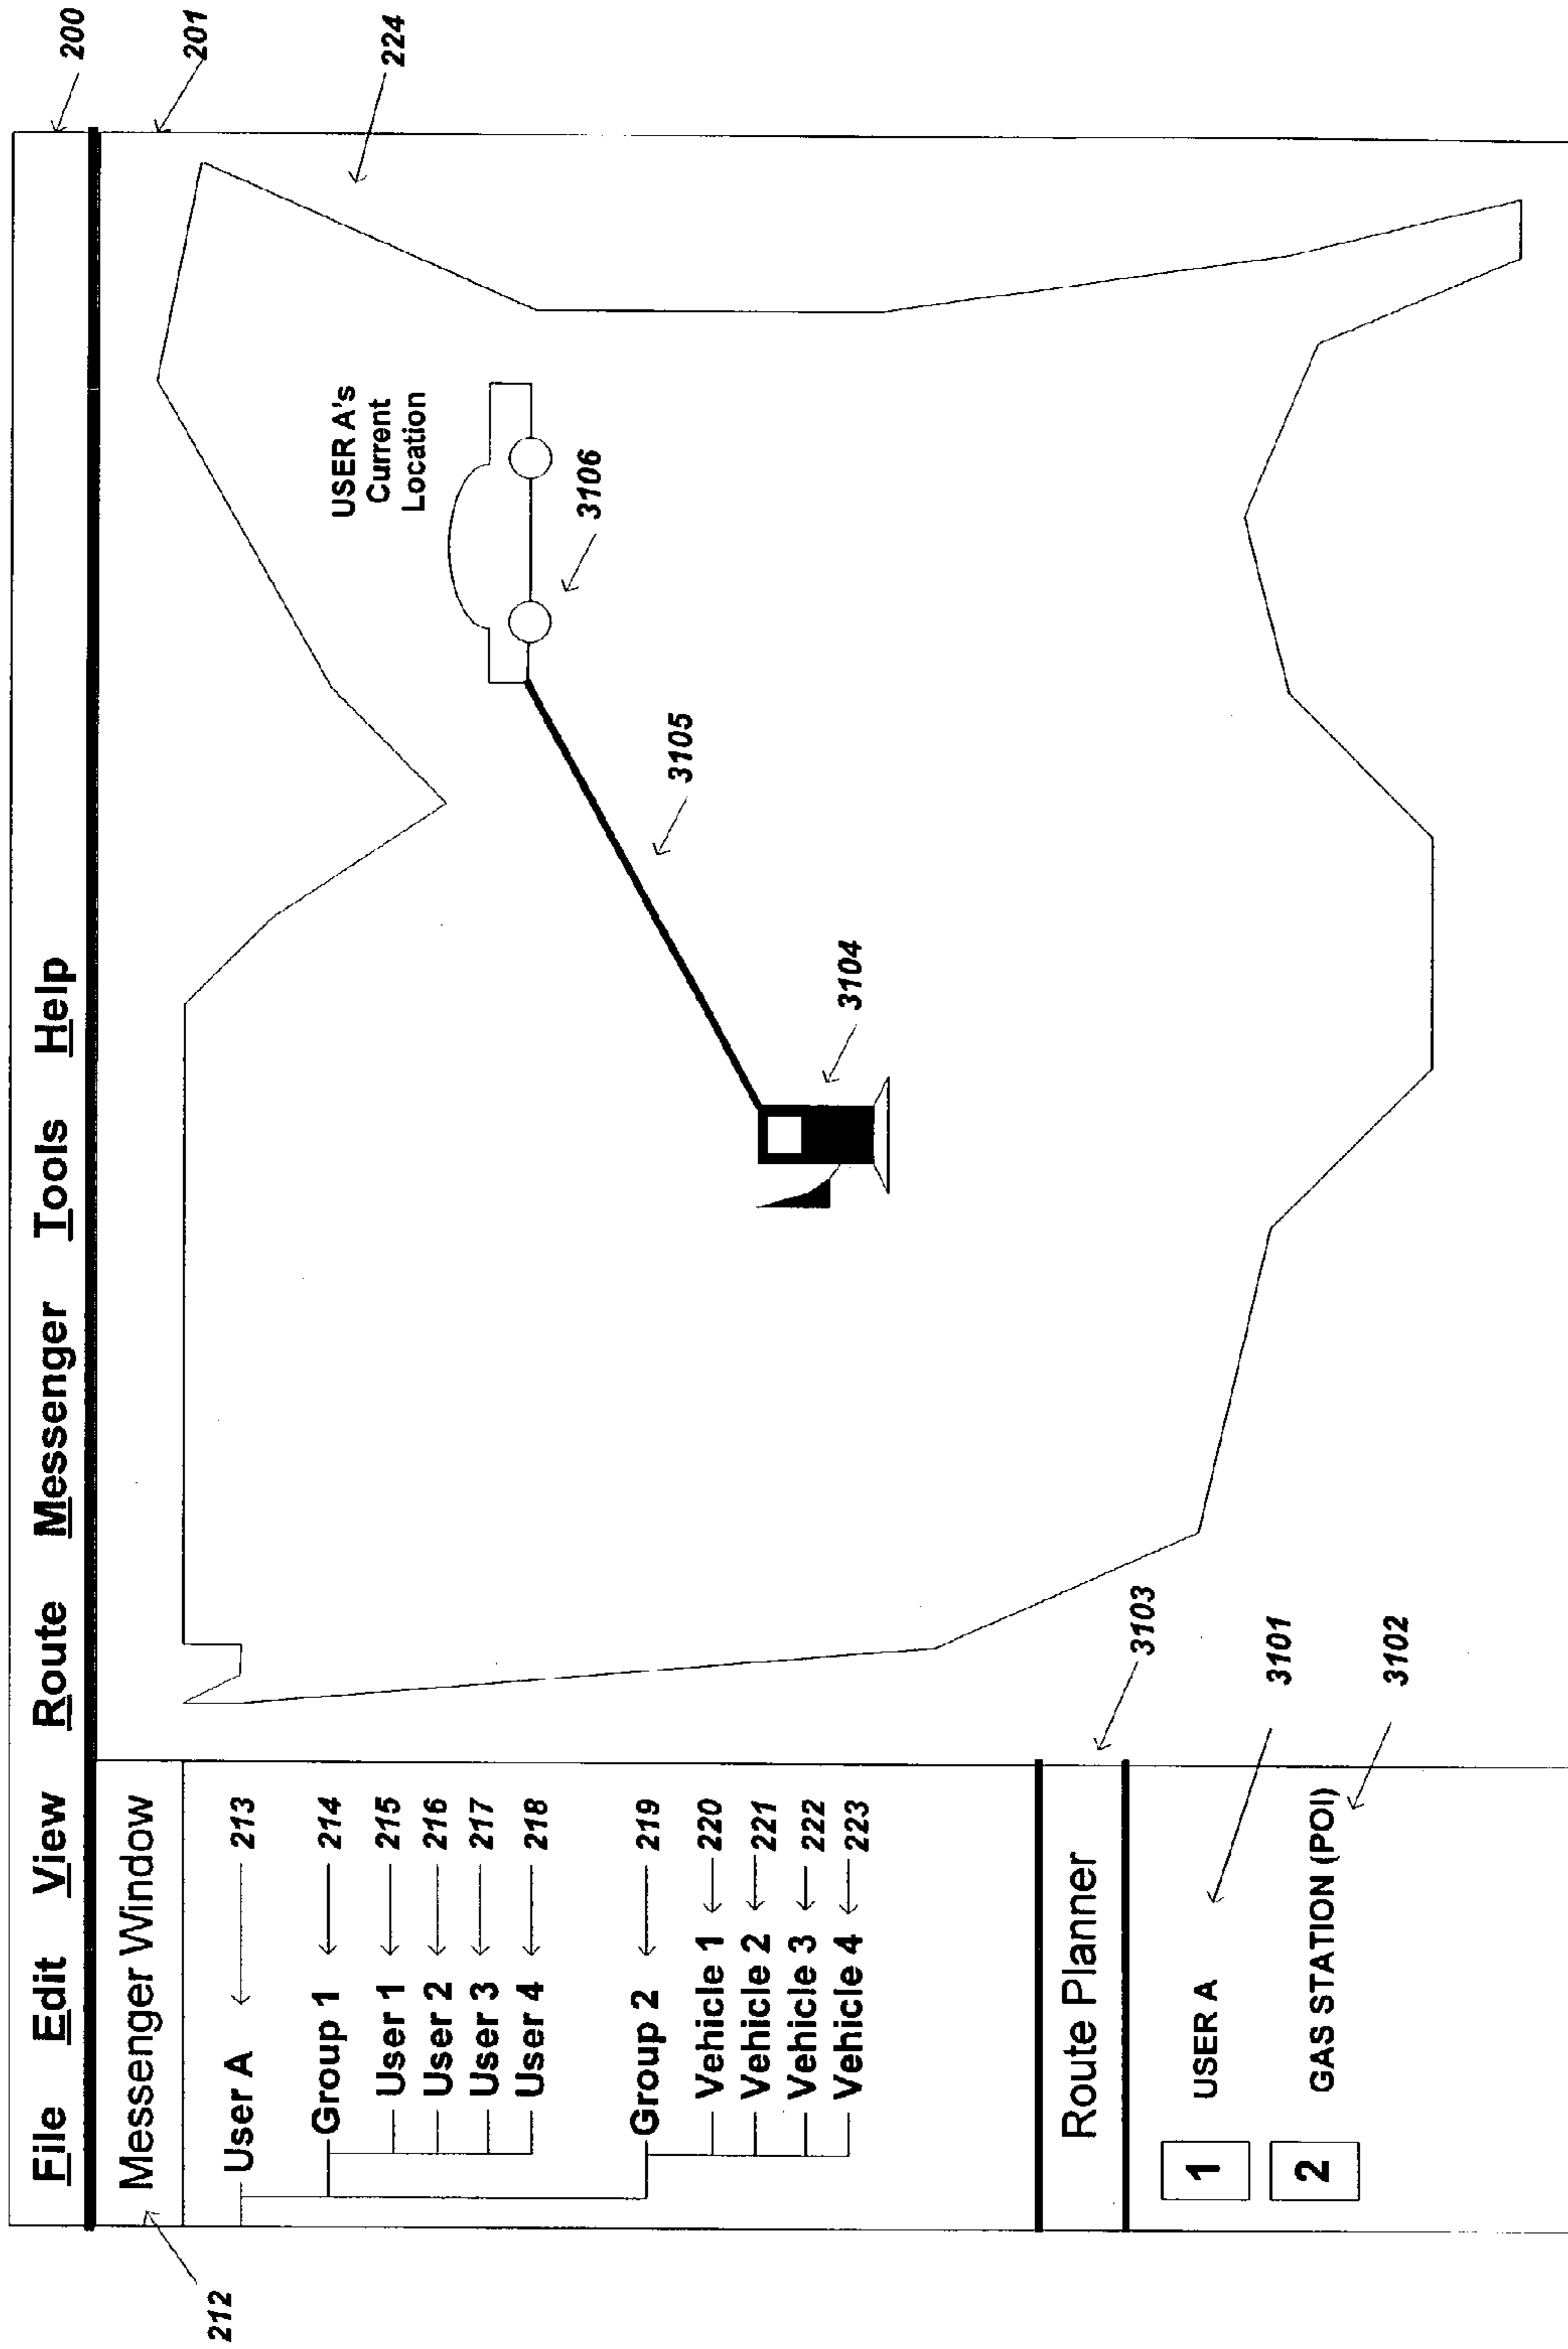 File Edit View Route Messenger Tools Help
200
201
224
212
Messenger Window
User A 213
Group 1 214
User 1 215
User 2 216
User 3 217
User 4 218
Group 2 219
Vehicle 1 220
Vehicle 2 221
Vehicle 3 222
Vehicle 4 223
Route Planner
3103
1 USER A
3101
2 GAS STATION (POI)
3102
USER A's
Current
Location
3106
3105
3104